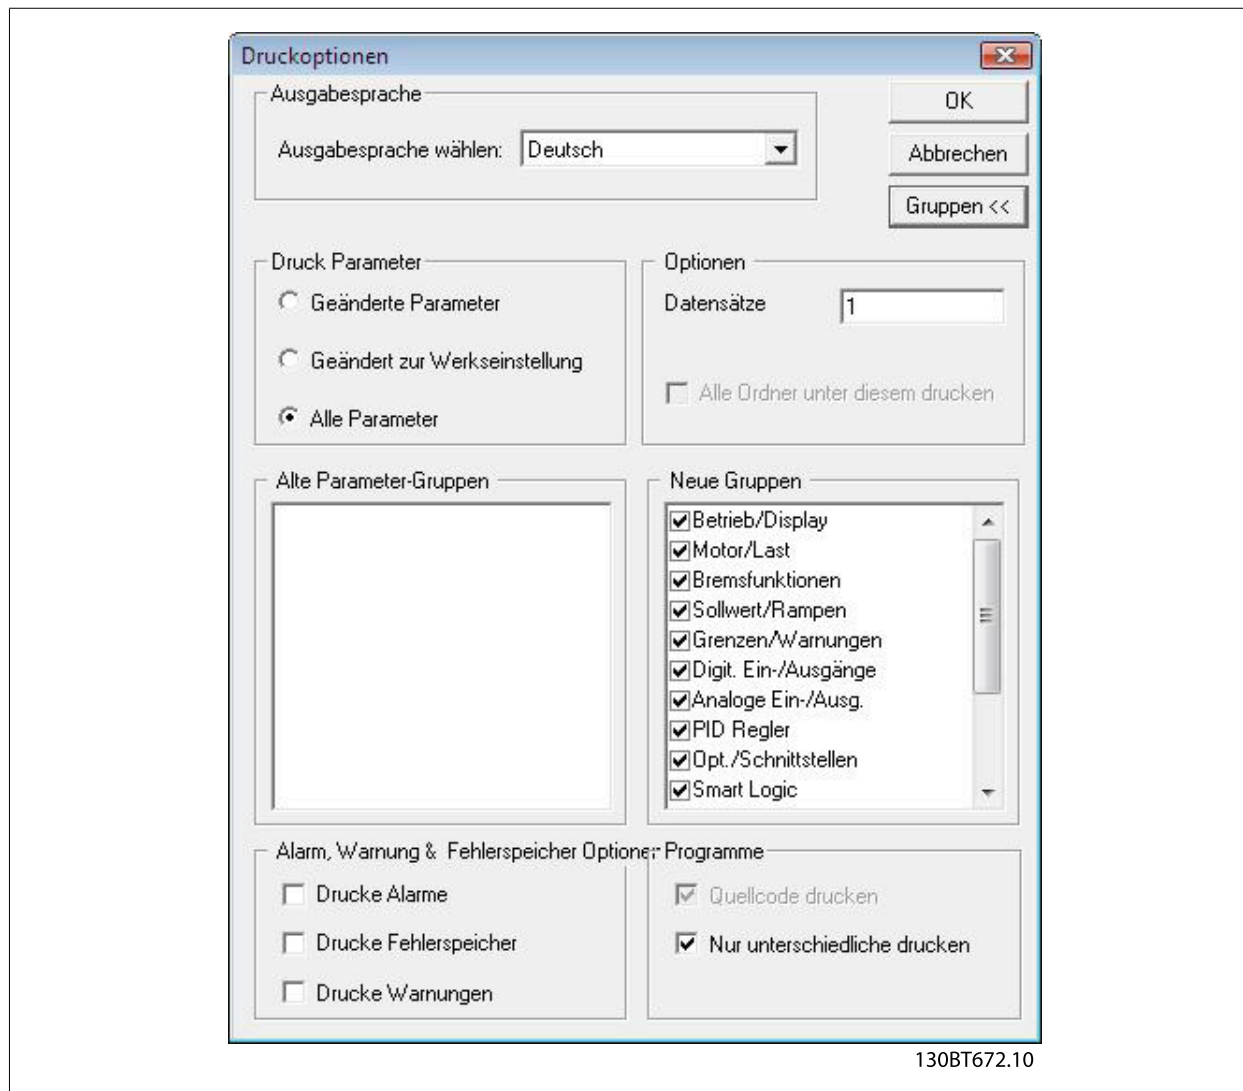 Druckoptionen
Ausgabesprache
OK
Ausgabesprache wählen: Deutsch
Abbrechen
Gruppen <<
Druck Parameter
Optionen
Geänderte Parameter
Datensätze 1
Geändert zur Werkseinstellung
Alle Ordner unter diesem drucken
Alle Parameter
Alte Parameter-Gruppen
Neue Gruppen
Betrieb/Display
Motor/Last
Bremsfunktionen
Sollwert/Rampen
Grenzen/Warnungen
Digit. Ein-/Ausgänge
Analoge Ein-/Ausg.
PID Regler
Opt./Schnittstellen
Smart Logic
Alarm, Warnung & Fehlerspeicher Optioner
Programme
Drucke Alarme
Quellcode drucken
Drucke Fehlerspeicher
Nur unterschiedliche drucken
Drucke Warnungen
130BT672.10